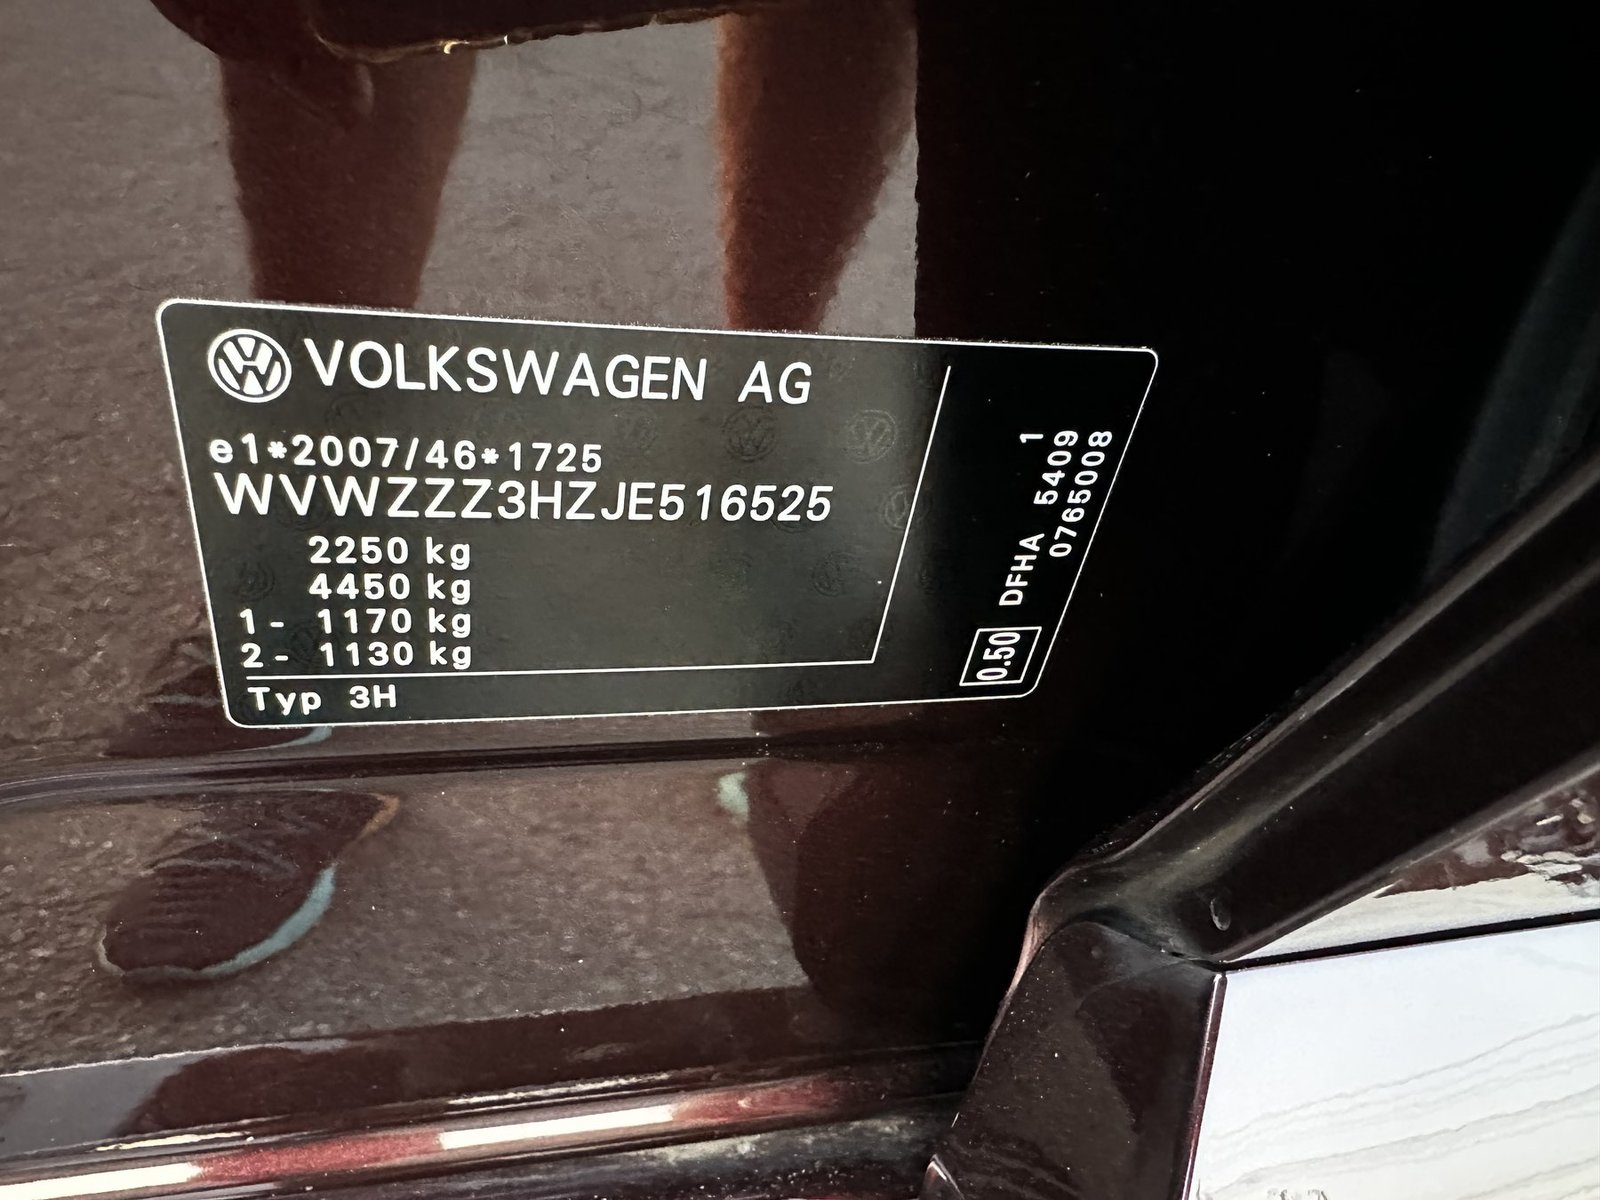 VOLKSWAGEN AG
e1*2007/46*1725
WVWZZZ3HZJE516525
2250 kg
4450 kg
1- 1170 kg
2- 1130 kg
Typ 3H
0.50
DFHA 5409 1
0765008